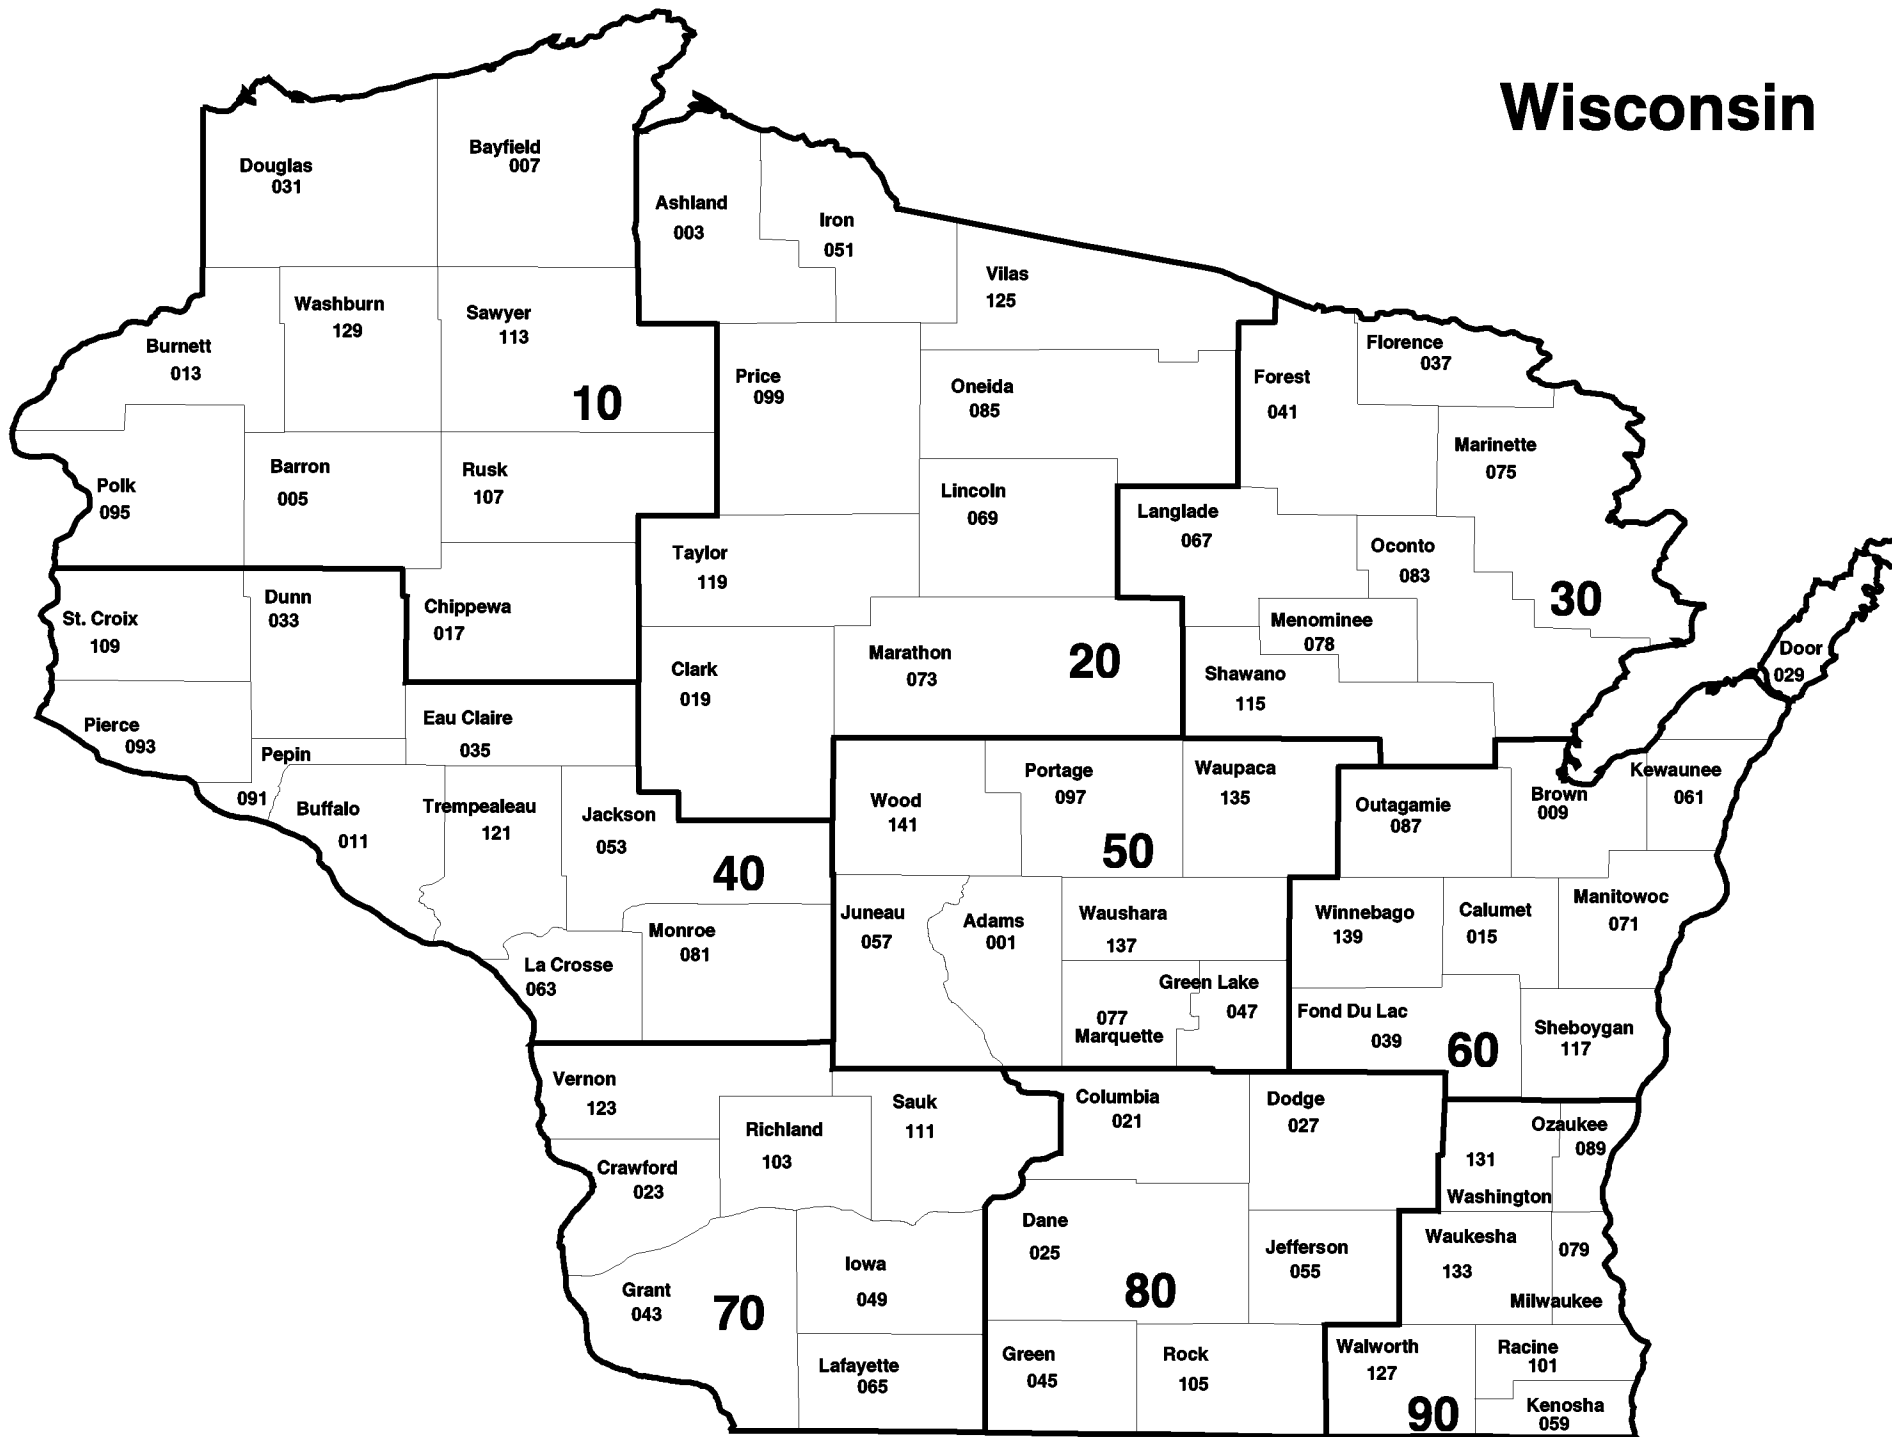 Wisconsin
Douglas
031
Bayfield
007
Ashland
003
Iron
051
Vilas
125
Washburn
129
Sawyer
113
Burnett
013
10
Price
099
Oneida
085
Forest
041
Florence
037
Marinette
075
Polk
095
Barron
005
Rusk
107
Lincoln
069
Langlade
067
Taylor
119
Oconto
083
30
St. Croix
109
Dunn
033
Chippewa
017
Menominee
078
Door
029
Clark
019
Marathon
073
20
Shawano
115
Pierce
093
Eau Claire
035
Pepin
091
Buffalo
011
Trempealeau
121
Jackson
053
40
Wood
141
Portage
097
Waupaca
135
50
Outagamie
087
Brown
009
Kewaunee
061
Monroe
081
La Crosse
063
Juneau
057
Adams
001
Waushara
137
Winnebago
139
Calumet
015
Manitowoc
071
Green Lake
047
077
Marquette
Fond Du Lac
039
60
Sheboygan
117
Vernon
123
Richland
103
Sauk
111
Columbia
021
Dodge
027
Ozaukee
089
131
Washington
Crawford
023
Dane
025
Jefferson
055
Waukesha
133
079
Milwaukee
Grant
043
70
Iowa
049
80
Lafayette
065
Green
045
Rock
105
Walworth
127
90
Racine
101
Kenosha
059